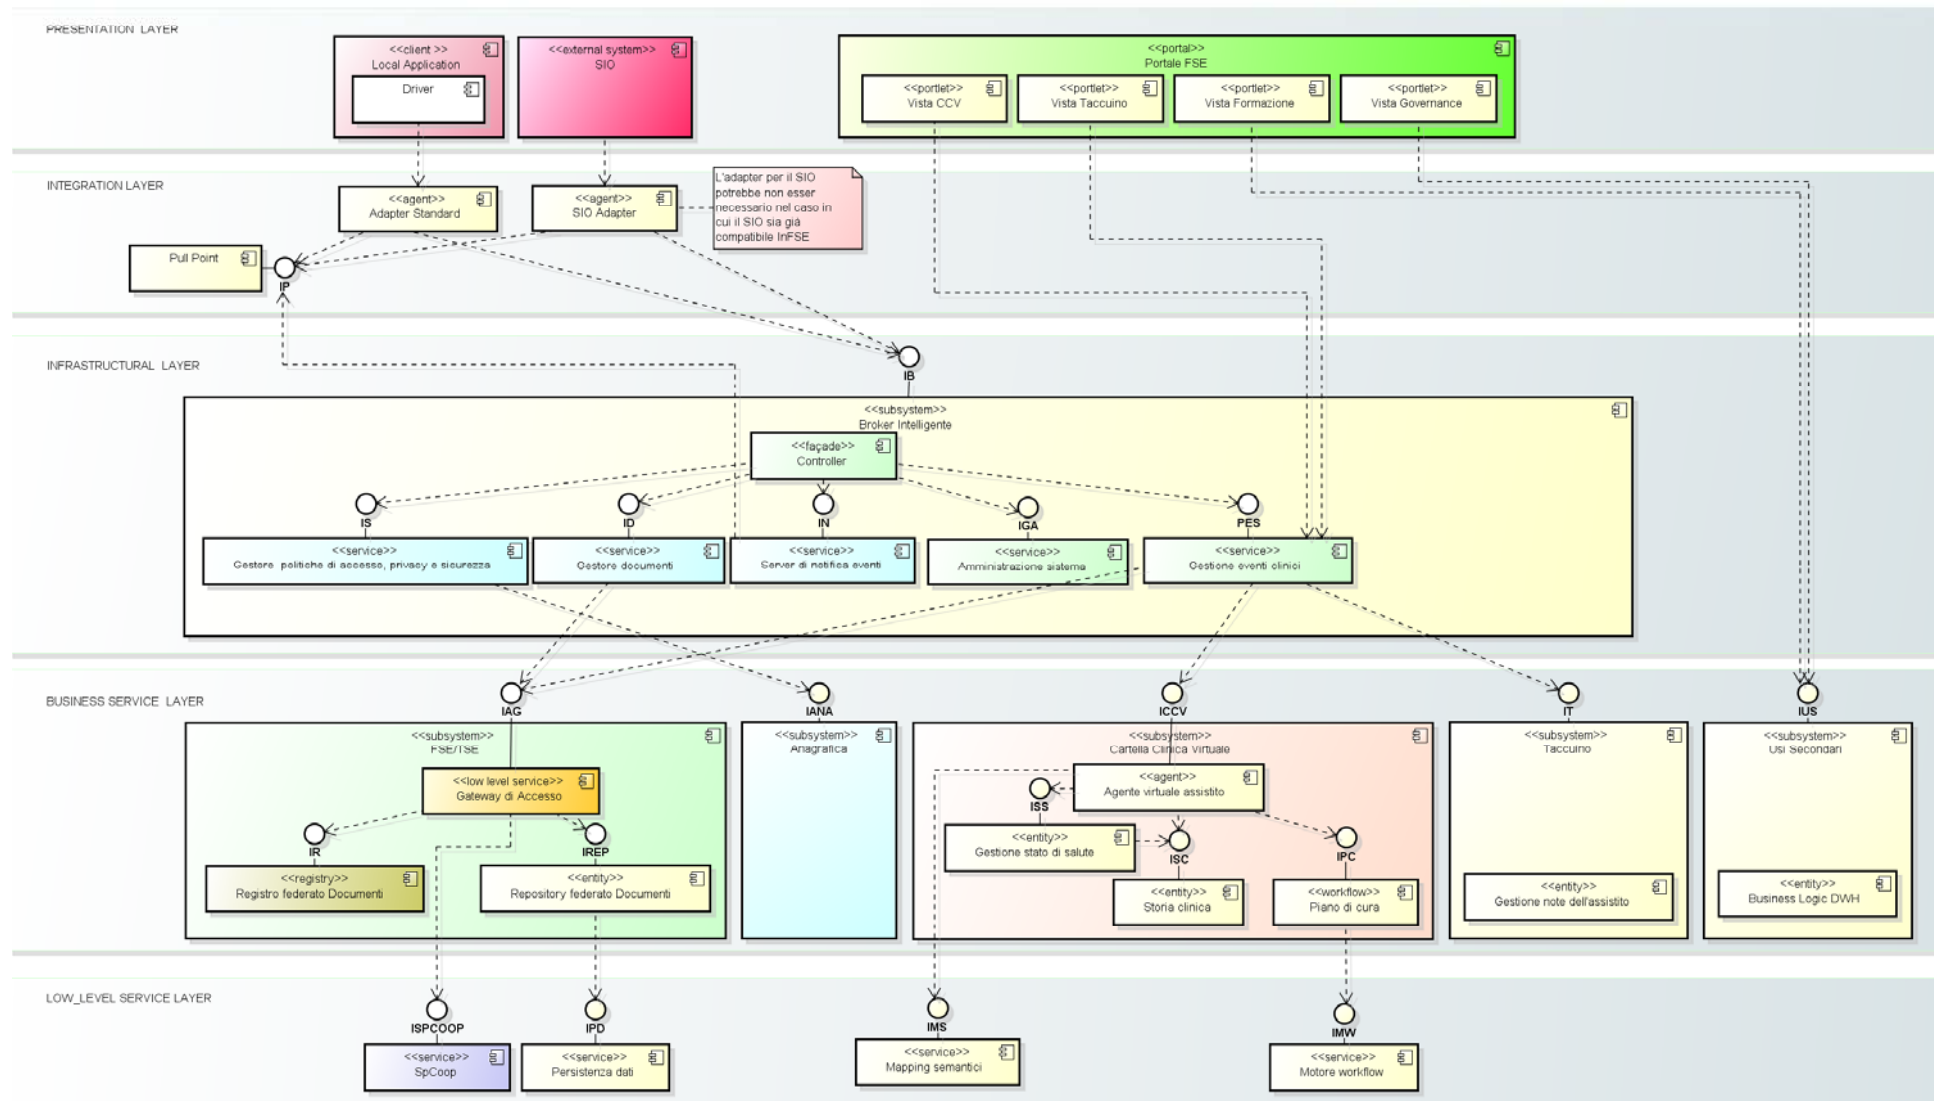 PRESENTATION LAYER
<<client >>
Local Application
Driver
<<external system>>
SIO
<<portal>>
Portale FSE
<<portlet>>
Vista CCV
<<portlet>>
Vista Taccuino
<<portlet>>
Vista Formazione
<<portlet>>
Vista Governance
INTEGRATION LAYER
<<agent>>
Adapter Standard
<<agent>>
SIO Adapter
L'adapter per il SIO
potrebbe non esser
necessario nel caso in
cui il SIO sia già
compatibile InFSE
Pull Point
IP
INFRASTRUCTURAL LAYER
IB
<<subsystem>>
Broker Intelligente
<<façade>>
Controller
IS
ID
IN
IGA
PES
<<service>>
Gestore politiche di accesso, privacy e sicurezza
<<service>>
Gestore documenti
<<service>>
Server di notifica eventi
<<service>>
Amministrazione sistema
<<service>>
Gestione eventi clinici
BUSINESS SERVICE LAYER
IAG
IANA
ICCV
IT
IUS
<<subsystem>>
FSE/TSE
<<low level service>>
Gateway di Accesso
IR
IREP
<<registry>>
Registro federato Documenti
<<entity>>
Repository federato Documenti
<<subsystem>>
Anagrafica
<<subsystem>>
Cartella Clinica Virtuale
<<agent>>
Agente virtuale assistito
ISS
<<entity>>
Gestione stato di salute
ISC
IPC
<<entity>>
Storia clinica
<<workflow>>
Piano di cura
<<subsystem>>
Taccuino
<<entity>>
Gestione note dell'assistito
<<subsystem>>
Usi Secondari
<<entity>>
Business Logic DWH
LOW_LEVEL SERVICE LAYER
ISPCOOP
IPD
IMS
IMW
<<service>>
SpCoop
<<service>>
Persistenza dati
<<service>>
Mapping semantici
<<service>>
Motore workflow